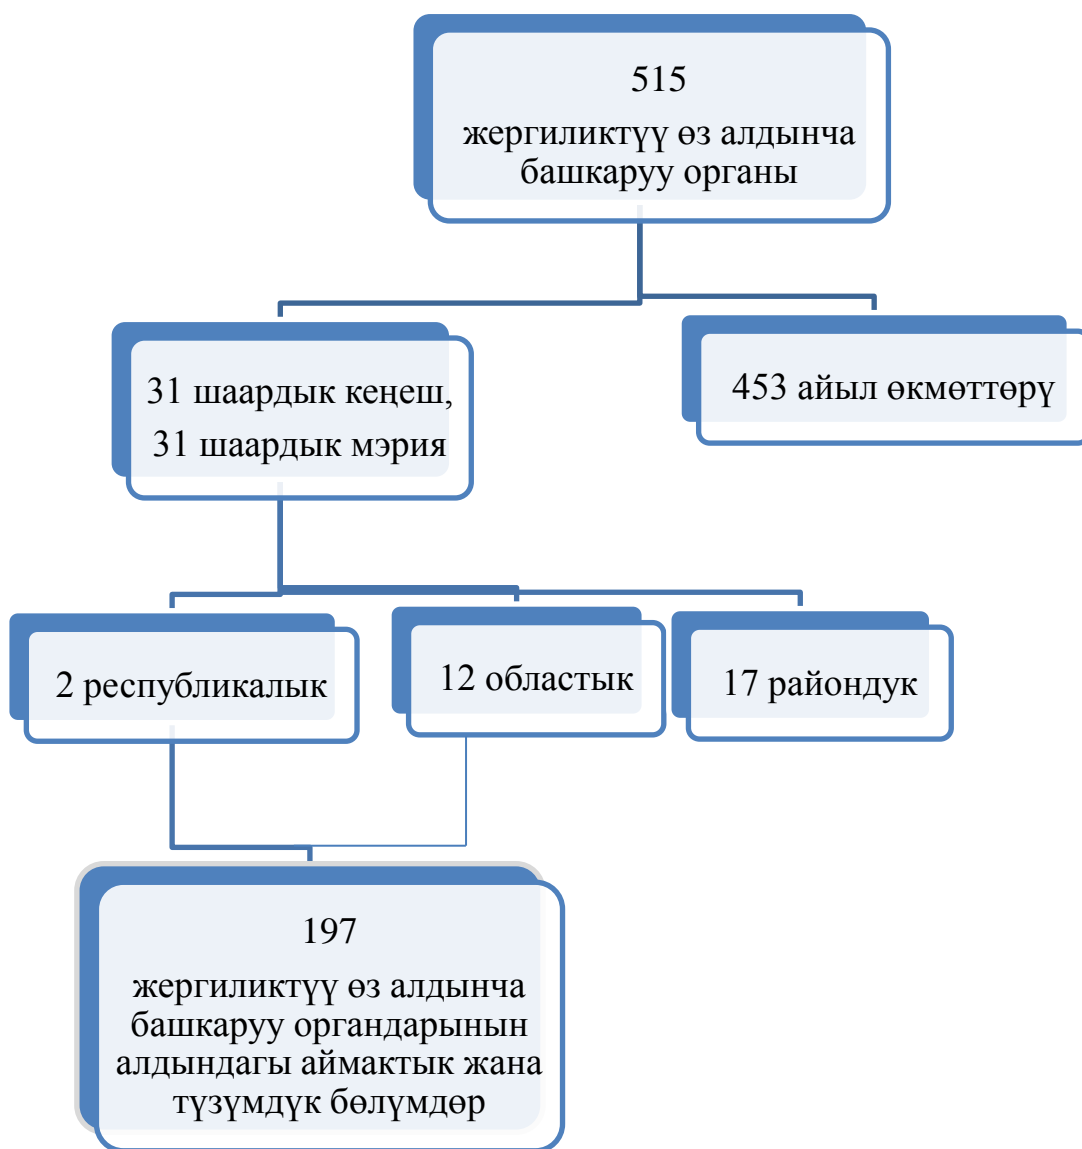 515
жергиликтүү өз алдынча
башкаруу органы
31 шаардык кеңеш,
31 шаардык мэрия
453 айыл өкмөттөрү
2 республикалык
12 областык
17 райондук
197
жергиликтүү өз алдынча
башкаруу органдарынын
алдындагы аймактык жана
түзүмдүк бөлүмдөр